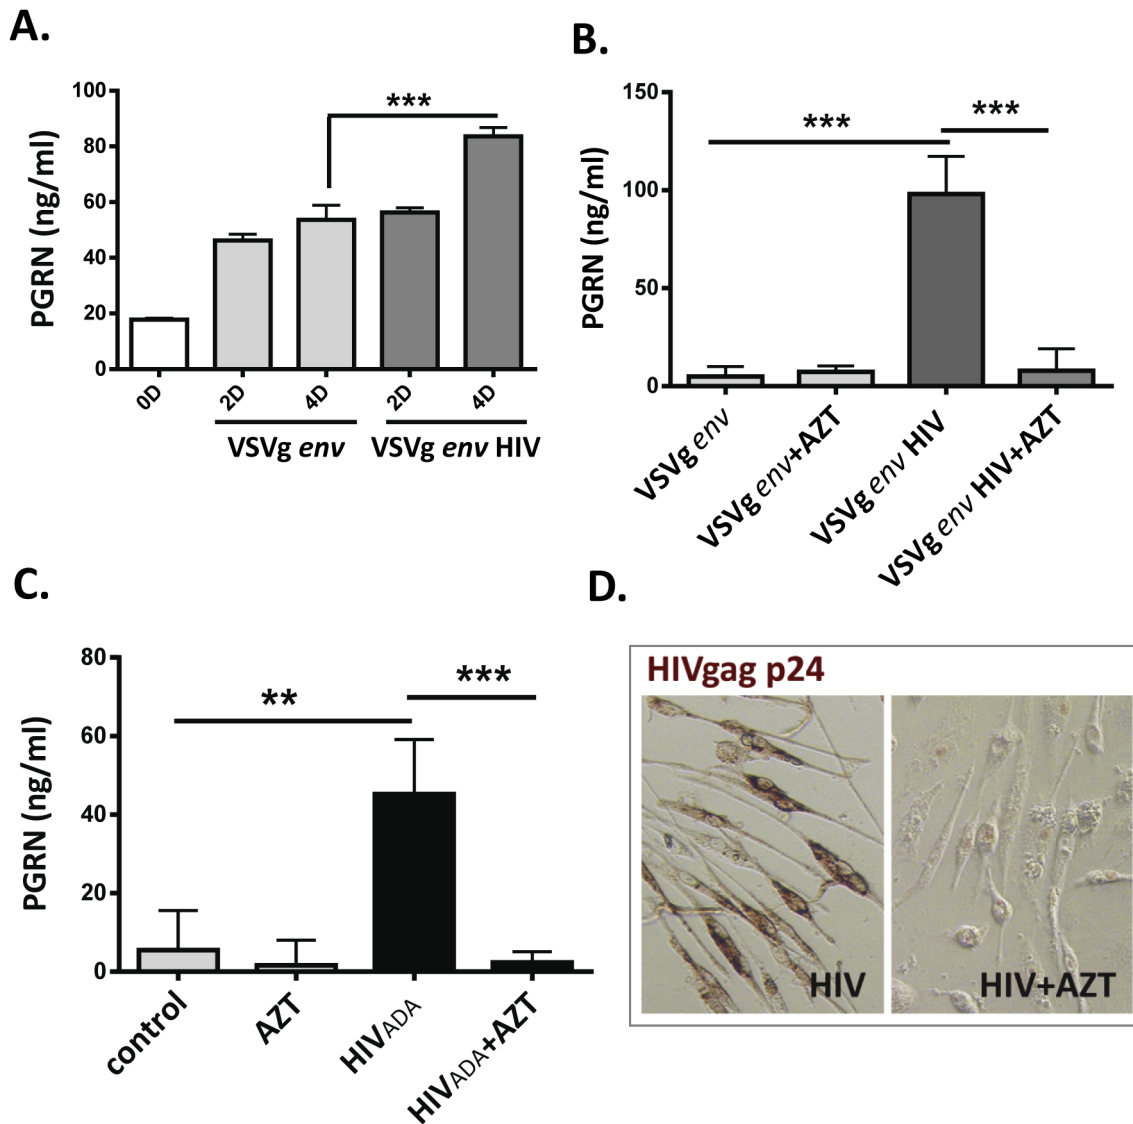 A.
PGRN (ng/ml)
100
80
60
40
20
0
***
0D
2D
4D
2D
4D
VSVg env
VSVg env HIV
B.
PGRN (ng/ml)
150
100
50
0
***
***
VSVg env
VSVg env+AZT
VSVg env HIV
VSVg env HIV+AZT
C.
PGRN (ng/ml)
80
60
40
20
0
**
***
control
AZT
HIVADA
HIVADA+AZT
D.
HIVgag p24
HIV
HIV+AZT